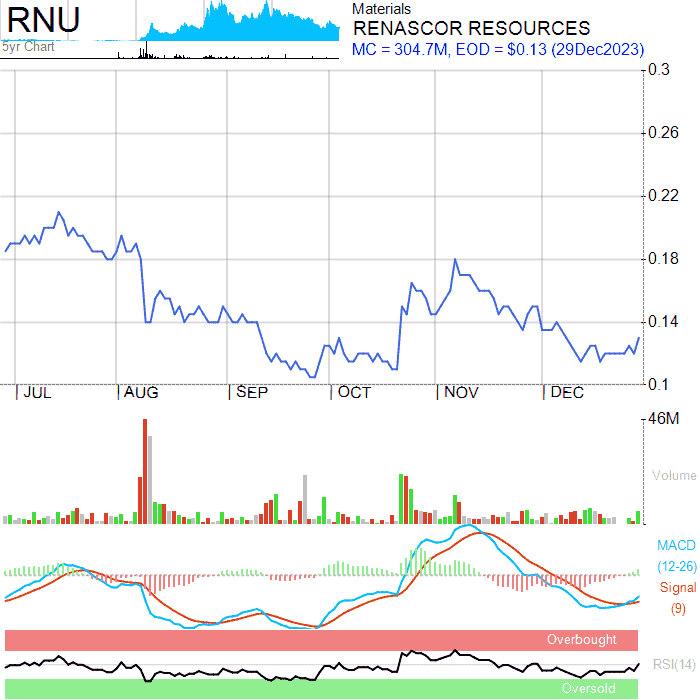 RNU
5yr Chart
Materials
RENASCOR RESOURCES
MC = 304.7M, EOD = $0.13 (29Dec2023)
0.3
0.26
0.22
0.18
0.14
0.1
JUL AUG SEP OCT NOV DEC
46M
Volume
MACD
(12-26)
Signal
(9)
Overbought
RSI(14)
Oversold